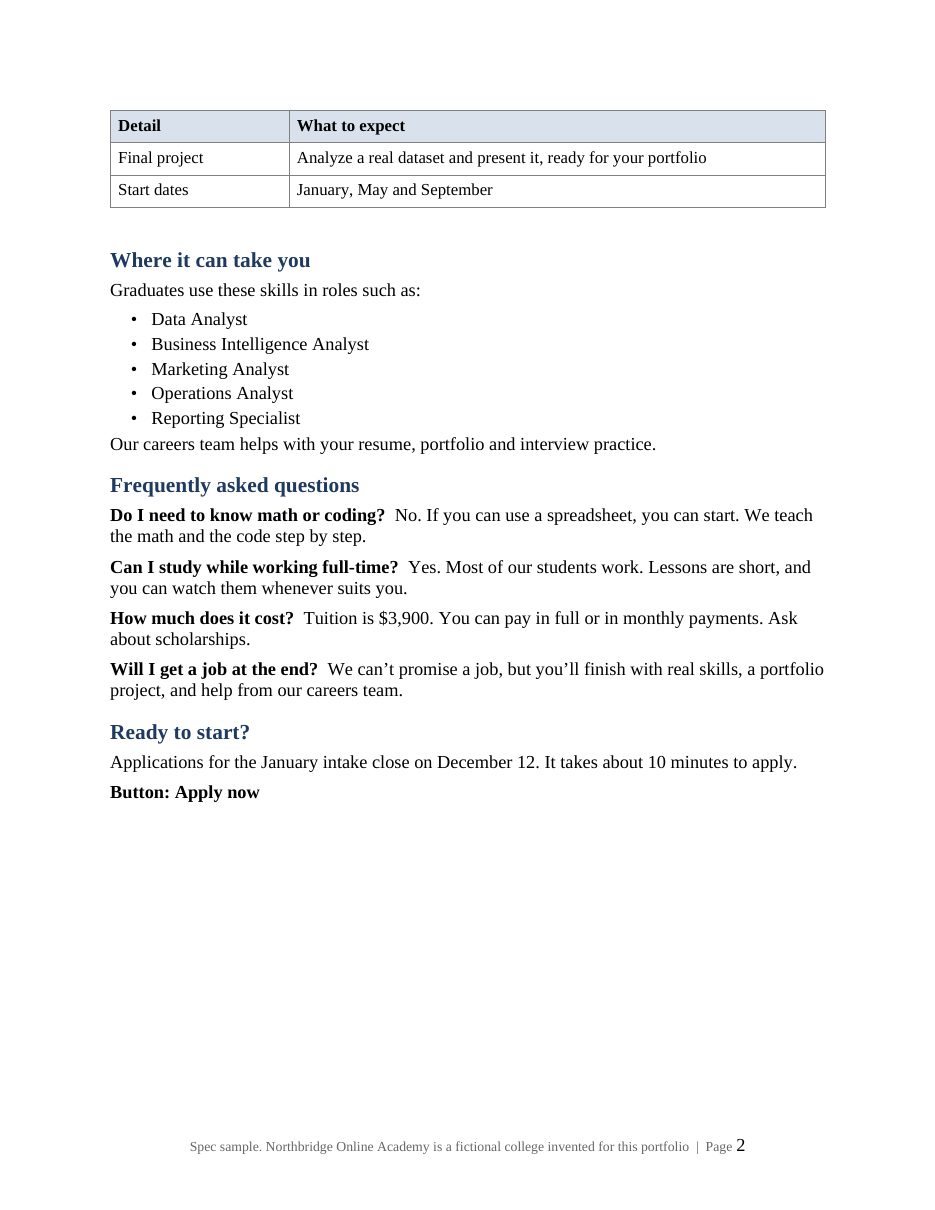 Detail What to expect
Final project Analyze a real dataset and present it, ready for your portfolio
Start dates January, May and September
Where it can take you
Graduates use these skills in roles such as:
• Data Analyst
• Business Intelligence Analyst
• Marketing Analyst
• Operations Analyst
• Reporting Specialist
Our careers team helps with your resume, portfolio and interview practice.
Frequently asked questions
Do I need to know math or coding?  No. If you can use a spreadsheet, you can start. We teach
the math and the code step by step.
Can I study while working full-time?  Yes. Most of our students work. Lessons are short, and
you can watch them whenever suits you.
How much does it cost?  Tuition is $3,900. You can pay in full or in monthly payments. Ask
about scholarships.
Will I get a job at the end?  We can’t promise a job, but you’ll finish with real skills, a portfolio
project, and help from our careers team.
Ready to start?
Applications for the January intake close on December 12. It takes about 10 minutes to apply.
Button: Apply now
Spec sample. Northbridge Online Academy is a fictional college invented for this portfolio | Page 2